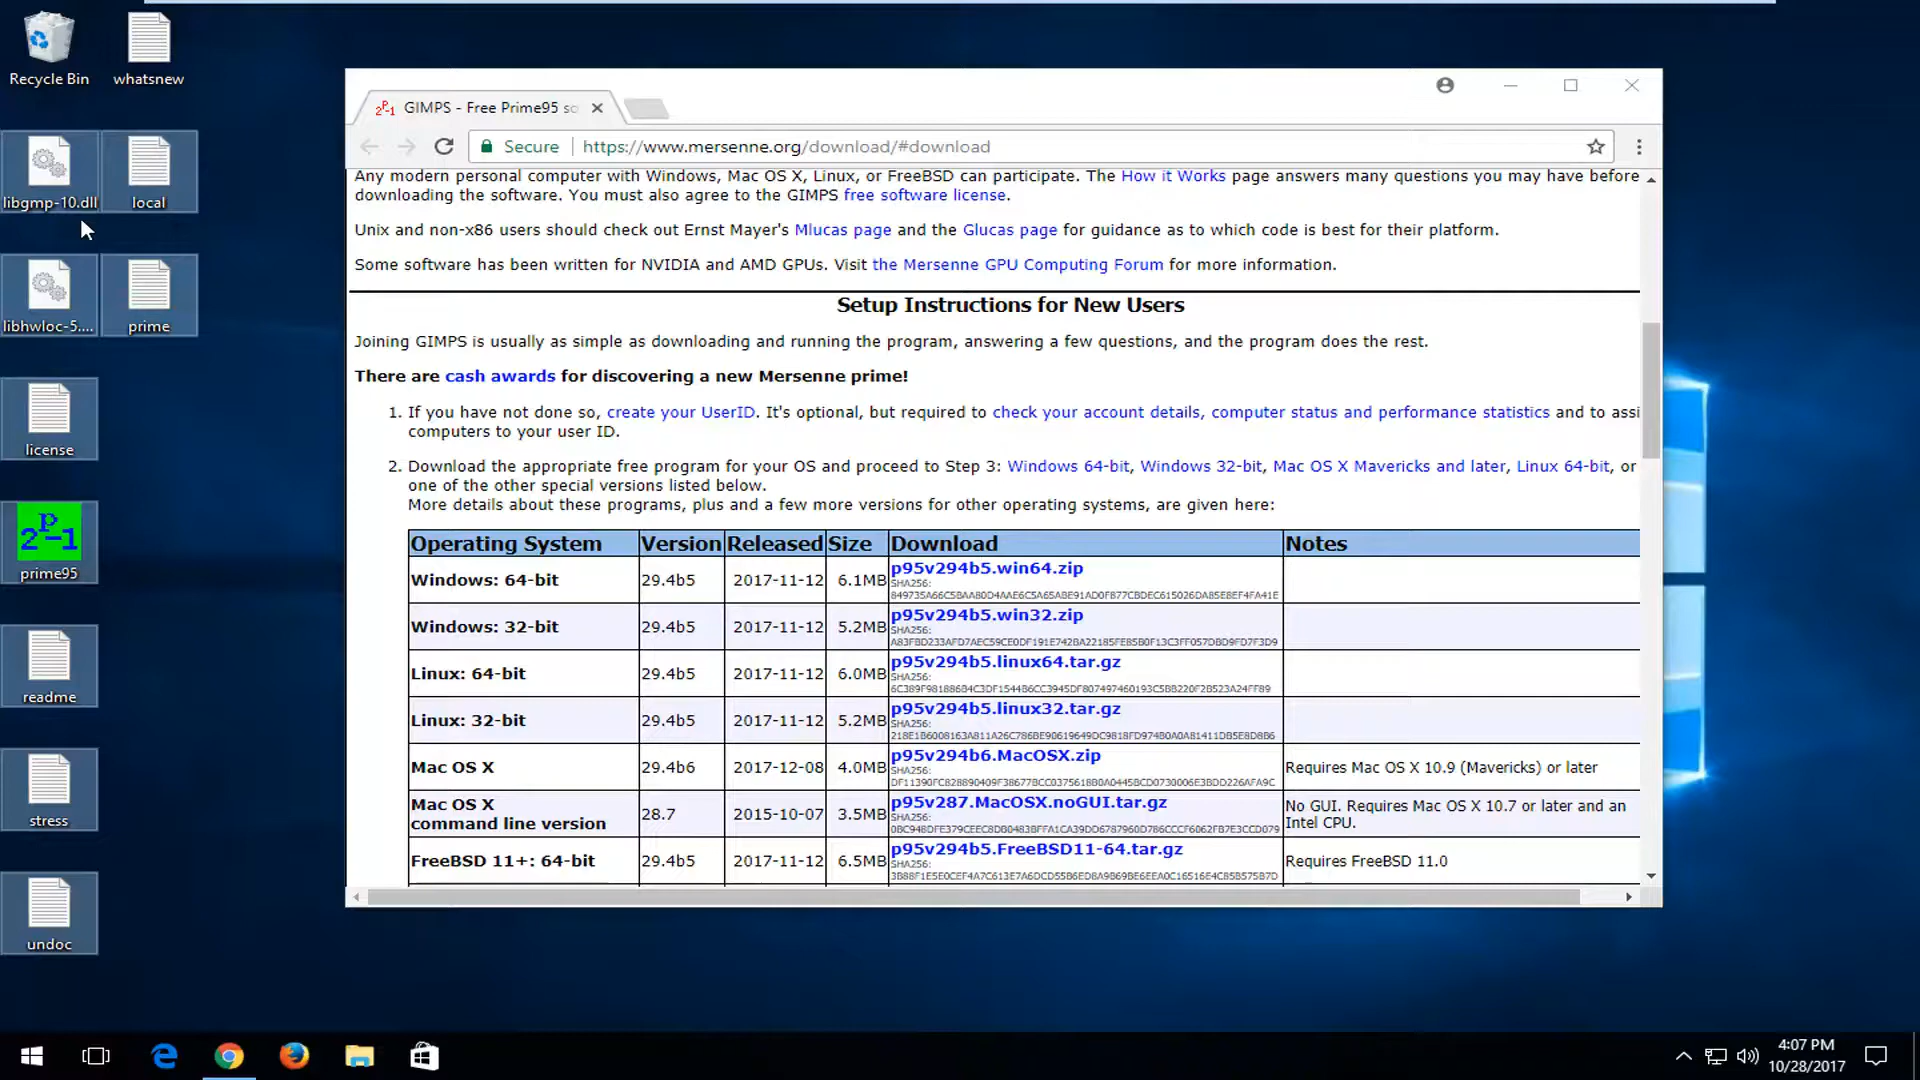 Recycle Bin
whatsnew
libgmp-10.dll
local
libhwloc-5....
prime
license
2P-1
prime95
readme
stress
undoc
2P-1 GIMPS - Free Prime95 so
Secure https://www.mersenne.org/download/#download
Any modern personal computer with Windows, Mac OS X, Linux, or FreeBSD can participate. The How it Works page answers many questions you may have before
downloading the software. You must also agree to the GIMPS free software license.
Unix and non-x86 users should check out Ernst Mayer's Mlucas page and the Glucas page for guidance as to which code is best for their platform.
Some software has been written for NVIDIA and AMD GPUs. Visit the Mersenne GPU Computing Forum for more information.
Setup Instructions for New Users
Joining GIMPS is usually as simple as downloading and running the program, answering a few questions, and the program does the rest.
There are cash awards for discovering a new Mersenne prime!
1. If you have not done so, create your UserID. It's optional, but required to check your account details, computer status and performance statistics and to assi
computers to your user ID.
2. Download the appropriate free program for your OS and proceed to Step 3: Windows 64-bit, Windows 32-bit, Mac OS X Mavericks and later, Linux 64-bit, or
one of the other special versions listed below.
More details about these programs, plus and a few more versions for other operating systems, are given here:
Operating System Version Released Size Download Notes
Windows: 64-bit 29.4b5 2017-11-12 6.1MB p95v294b5.win64.zip
SHA256:
Windows: 32-bit 29.4b5 2017-11-12 5.2MB p95v294b5.win32.zip
SHA256:
Linux: 64-bit 29.4b5 2017-11-12 6.0MB p95v294b5.linux64.tar.gz
SHA256:
Linux: 32-bit 29.4b5 2017-11-12 5.2MB p95v294b5.linux32.tar.gz
SHA256:
Mac OS X 29.4b6 2017-12-08 4.0MB p95v294b6.MacOSX.zip Requires Mac OS X 10.9 (Mavericks) or later
SHA256:
Mac OS X
command line version 28.7 2015-10-07 3.5MB p95v287.MacOSX.noGUI.tar.gz No GUI. Requires Mac OS X 10.7 or later and an
SHA256: Intel CPU.
FreeBSD 11+: 64-bit 29.4b5 2017-11-12 6.5MB p95v294b5.FreeBSD11-64.tar.gz Requires FreeBSD 11.0
SHA256:
4:07 PM
10/28/2017